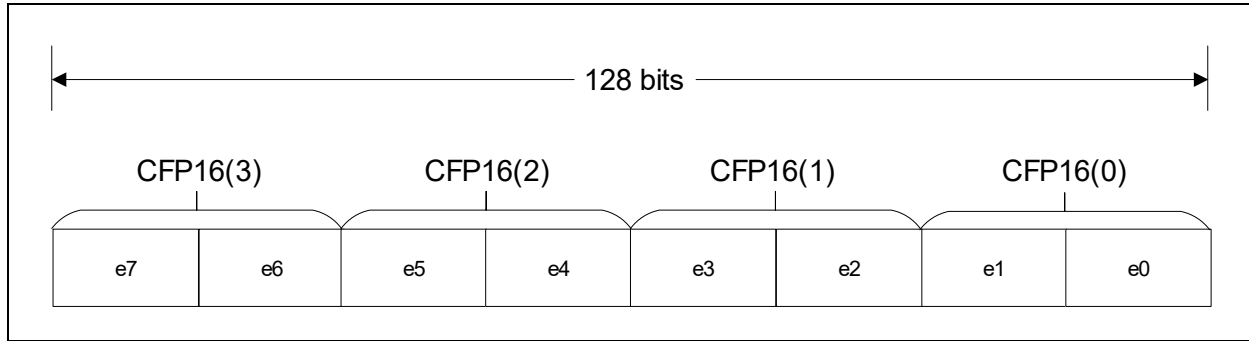 128 bits
CFP16(3) CFP16(2) CFP16(1) CFP16(0)
e7 e6 e5 e4 e3 e2 e1 e0